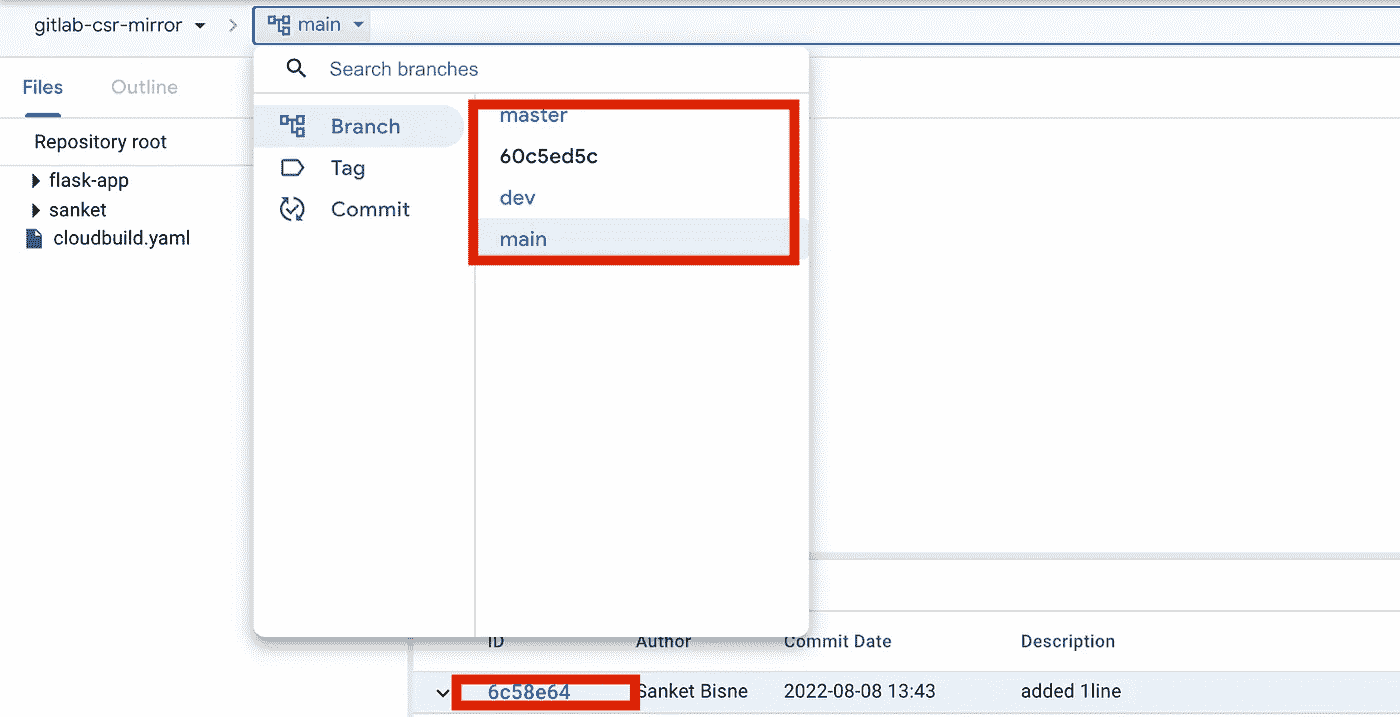 gitlab-csr-mirror main
Search branches
Files Outline
Repository root
flask-app
sanket
cloudbuild.yaml
Branch
Tag
Commit
master
60c5ed5c
dev
main
ID Author Commit Date Description
6c58e64 Sanket Bisne 2022-08-08 13:43 added 1line